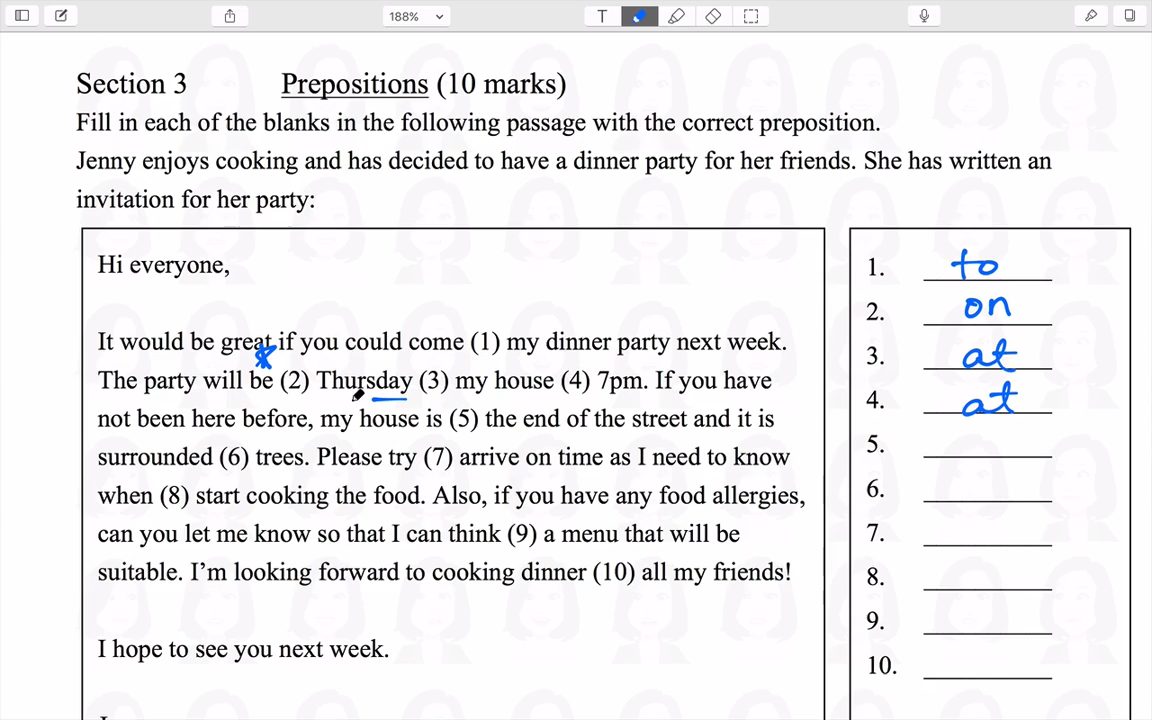 188%
T
Section 3 Prepositions (10 marks)
Fill in each of the blanks in the following passage with the correct preposition.
Jenny enjoys cooking and has decided to have a dinner party for her friends. She has written an
invitation for her party:
Hi everyone,
It would be great if you could come (1) my dinner party next week.
The party will be (2) Thursday (3) my house (4) 7pm. If you have
not been here before, my house is (5) the end of the street and it is
surrounded (6) trees. Please try (7) arrive on time as I need to know
when (8) start cooking the food. Also, if you have any food allergies,
can you let me know so that I can think (9) a menu that will be
suitable. I'm looking forward to cooking dinner (10) all my friends!
I hope to see you next week.
1. to
2. on
3. at
4. at
5.
6.
7.
8.
9.
10.